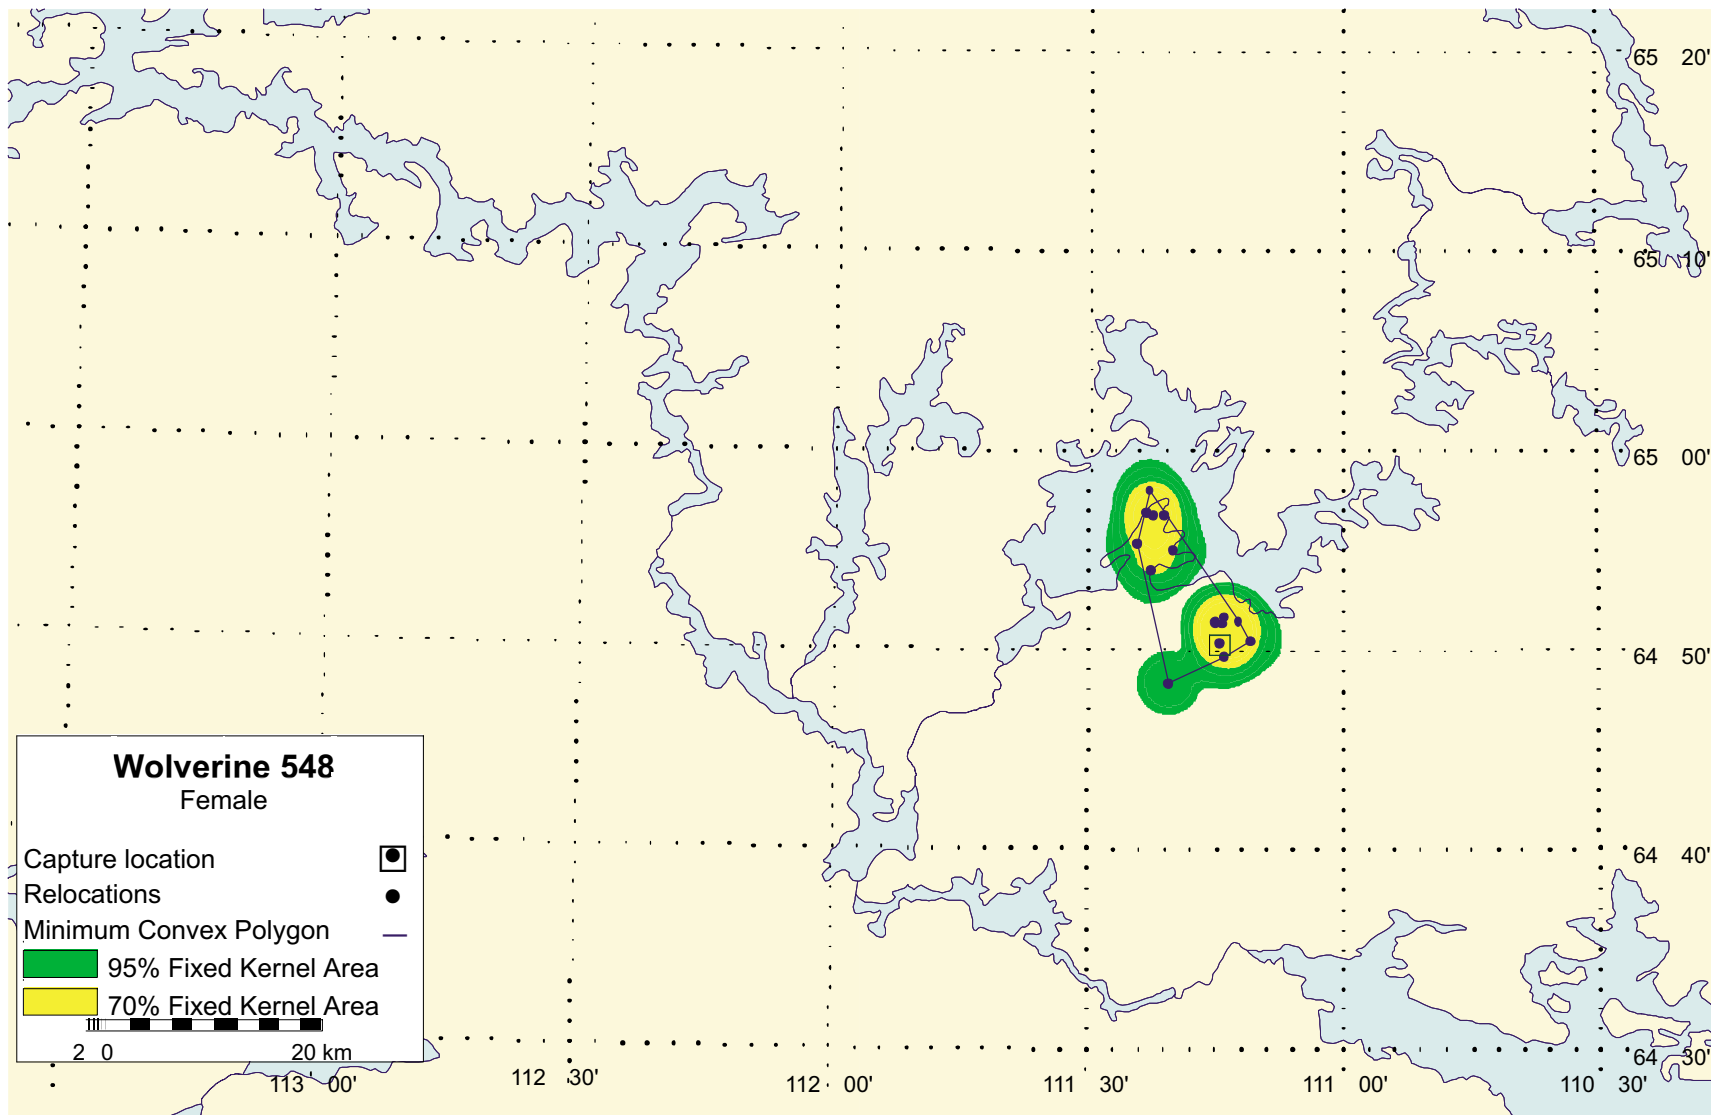 65 20'
65 10'
65 00'
64 50'
Wolverine 548
Female
Capture location
Relocations
Minimum Convex Polygon
95% Fixed Kernel Area
70% Fixed Kernel Area
2 0 20 km
64 40'
64 30'
113 00' 112 30' 112 00' 111 30' 111 00' 110 30'